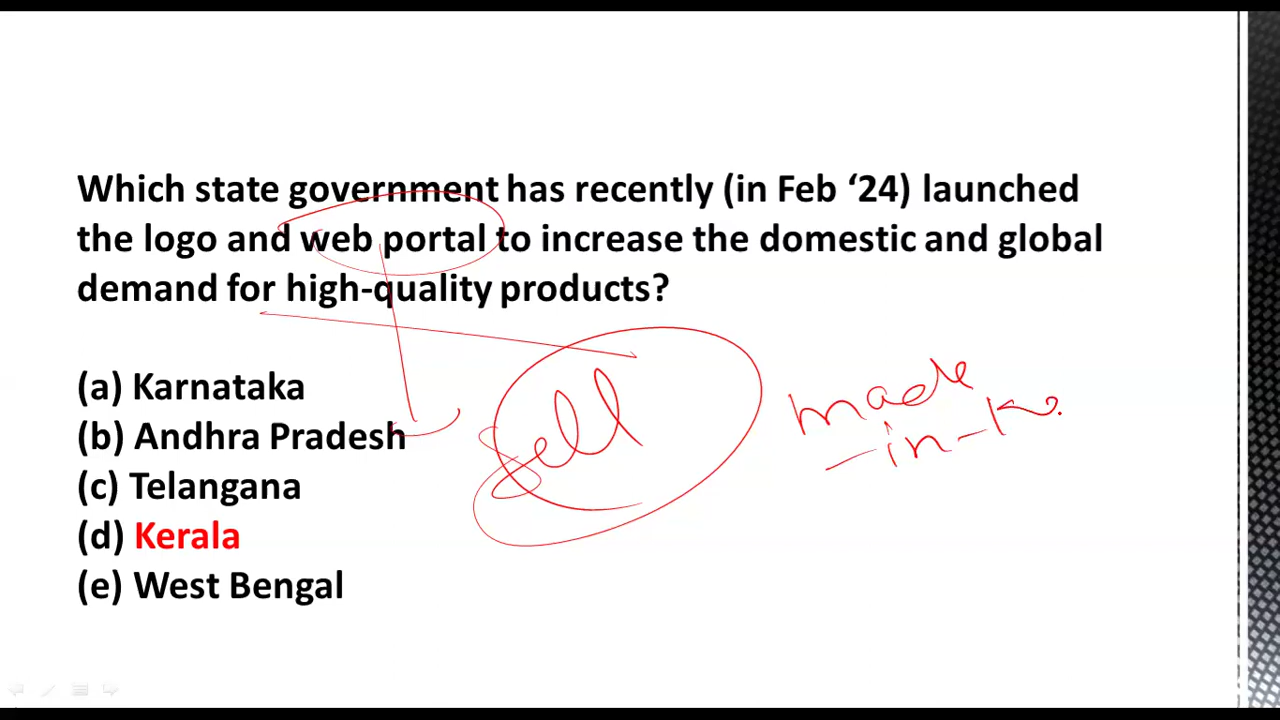 Which state government has recently (in Feb ‘24) launched
the logo and web portal to increase the domestic and global
demand for high-quality products?
(a) Karnataka
(b) Andhra Pradesh
(c) Telangana
(d) Kerala
(e) West Bengal
sell
made
-in-